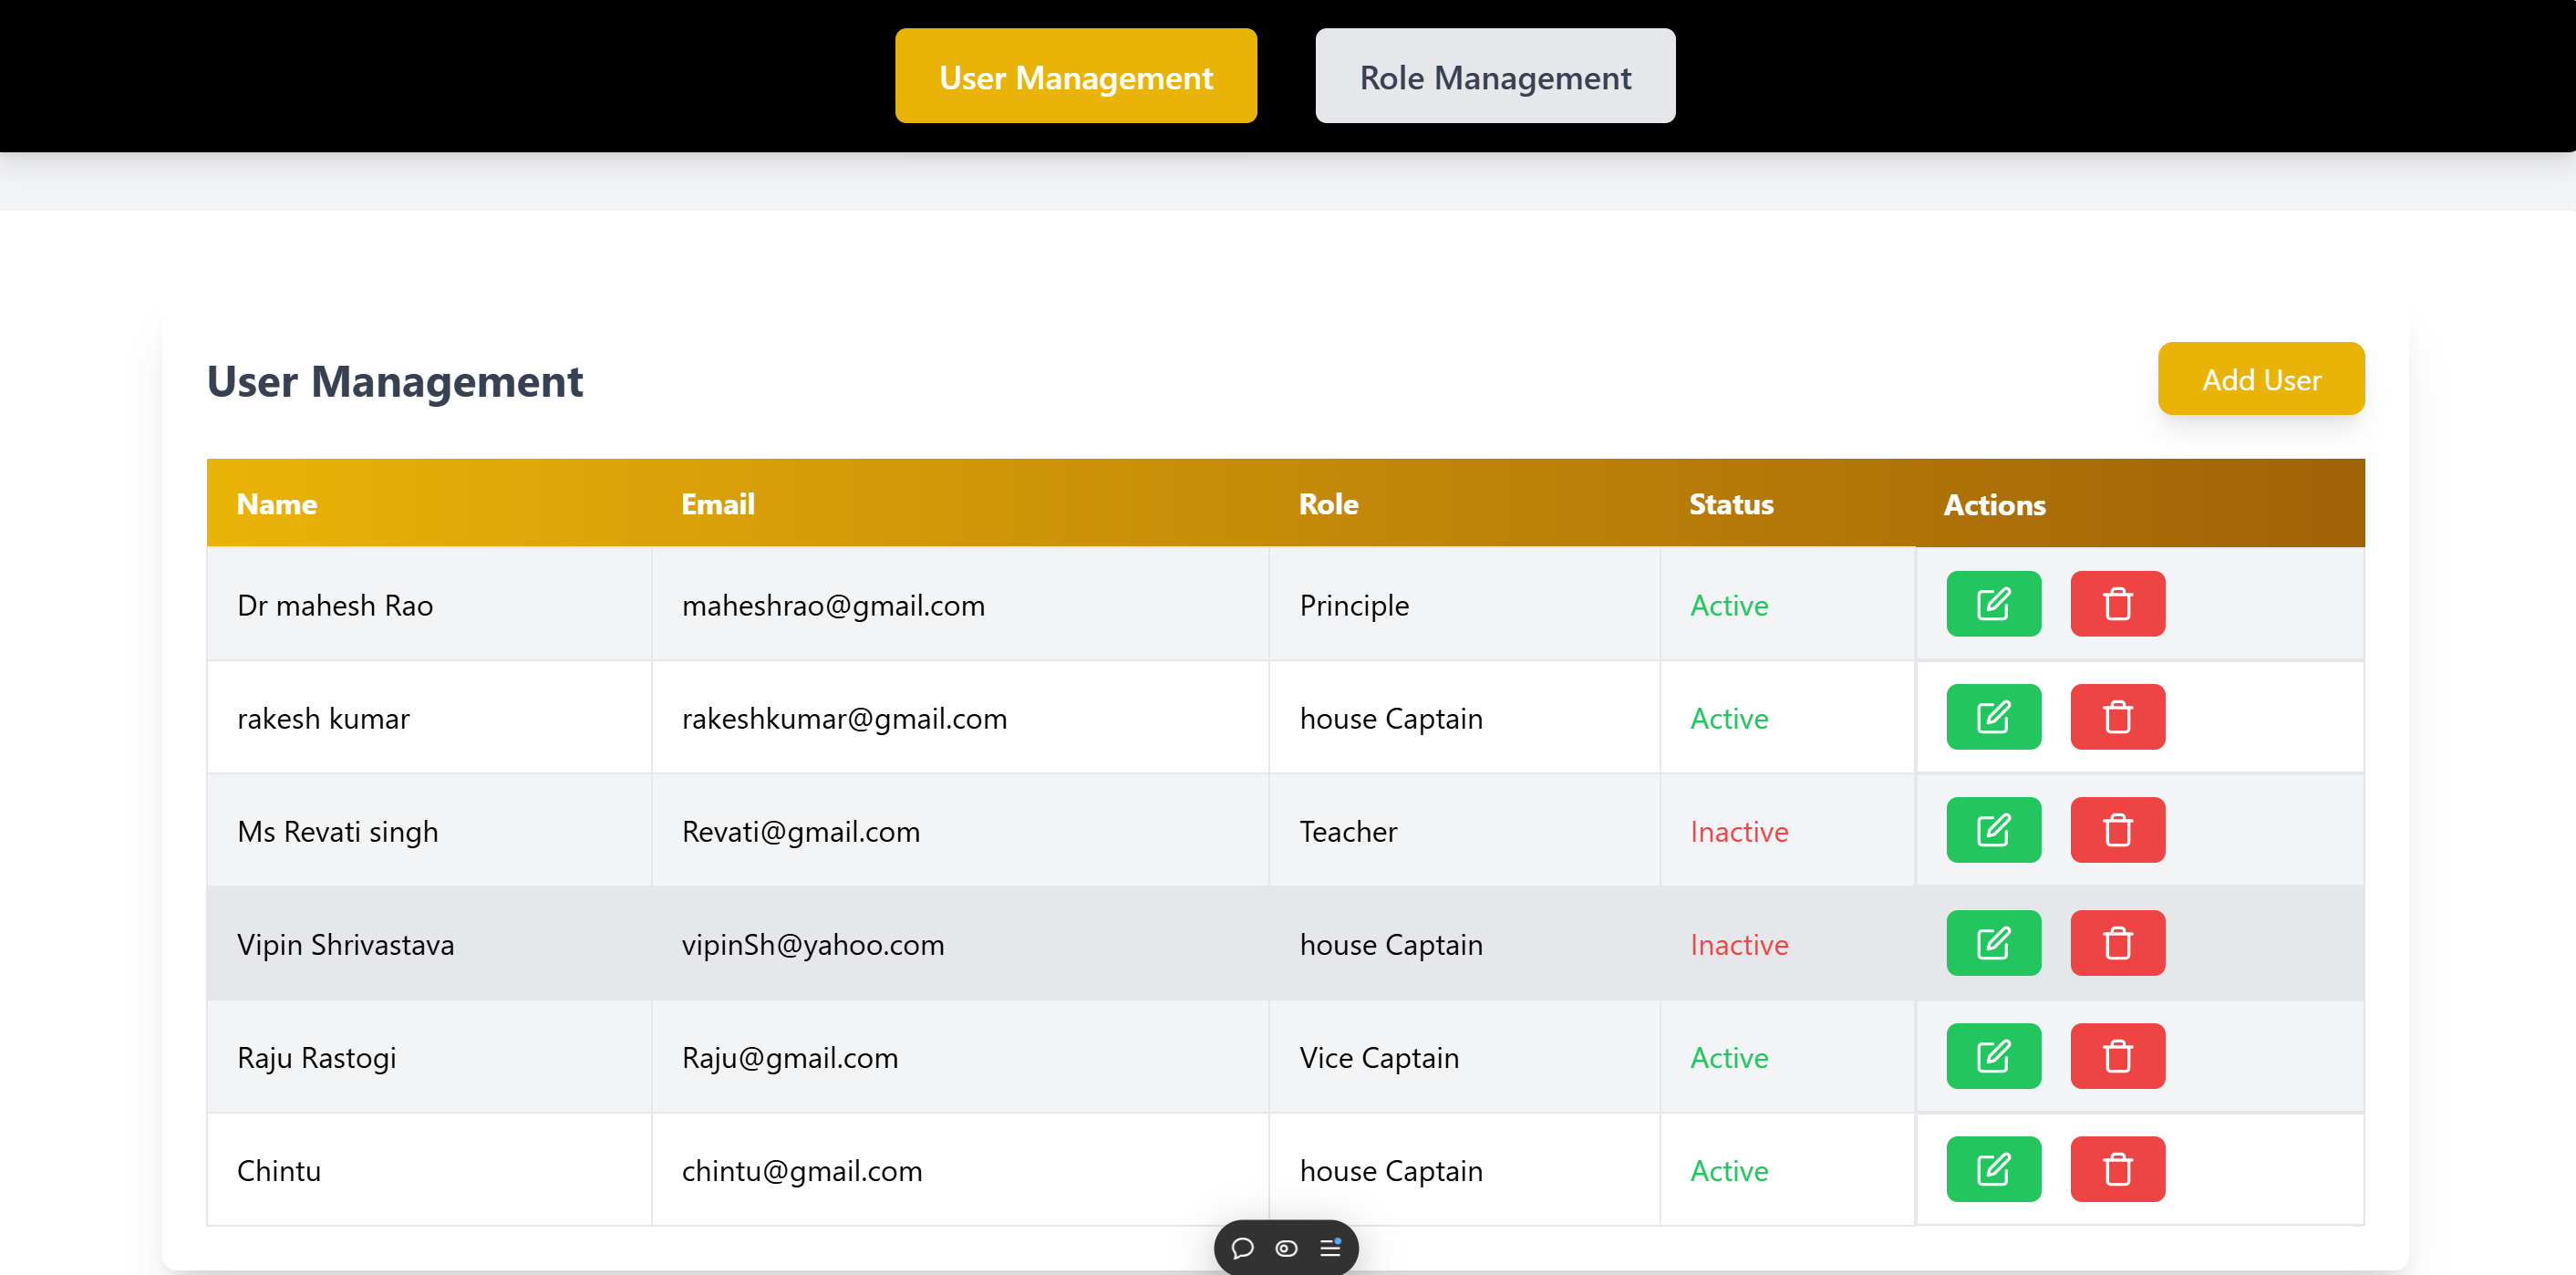 User Management Role Management
User Management Add User
Name Email Role Status Actions
Dr mahesh Rao maheshrao@gmail.com Principle Active
rakesh kumar rakeshkumar@gmail.com house Captain Active
Ms Revati singh Revati@gmail.com Teacher Inactive
Vipin Shrivastava vipinSh@yahoo.com house Captain Inactive
Raju Rastogi Raju@gmail.com Vice Captain Active
Chintu chintu@gmail.com house Captain Active